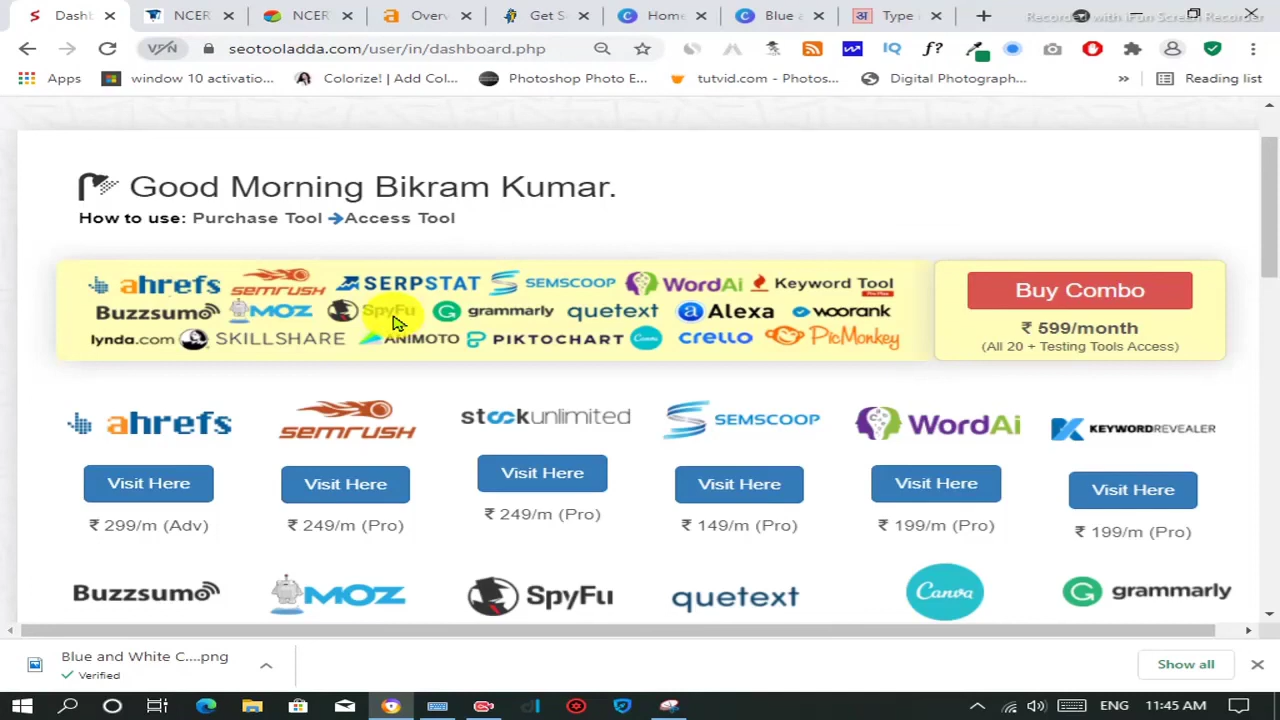 Dashb
NCER
NCER
Overv
Get S
Home
Blue a
Type
Recorded with iFun Screen Recorder
VPN
seotooladda.com/user/in/dashboard.php
Apps
window 10 activatio...
Colorize! | Add Col...
Photoshop Photo E...
tutvid.com - Photos...
Digital Photograph...
»
Reading list
Good Morning Bikram Kumar.
How to use: Purchase Tool Access Tool
ahrefs SEMRUSH SERPSTAT SEMSCOOP WordAi Keyword Tool
Buzzsumo MOZ SpyFu grammarly quetext Alexa woorank
lynda.com SKILLSHARE ANIMOTO PIKTOCHART Canva crello PicMonkey
Buy Combo
₹ 599/month
(All 20 + Testing Tools Access)
ahrefs SEMRUSH stockunlimited SEMSCOOP WordAi KEYWORDREVEALER
Visit Here Visit Here Visit Here Visit Here Visit Here Visit Here
₹ 299/m (Adv) ₹ 249/m (Pro) ₹ 249/m (Pro) ₹ 149/m (Pro) ₹ 199/m (Pro) ₹ 199/m (Pro)
Buzzsumo MOZ SpyFu quetext Canva grammarly
Blue and White C....png
Verified
Show all
ENG
11:45 AM